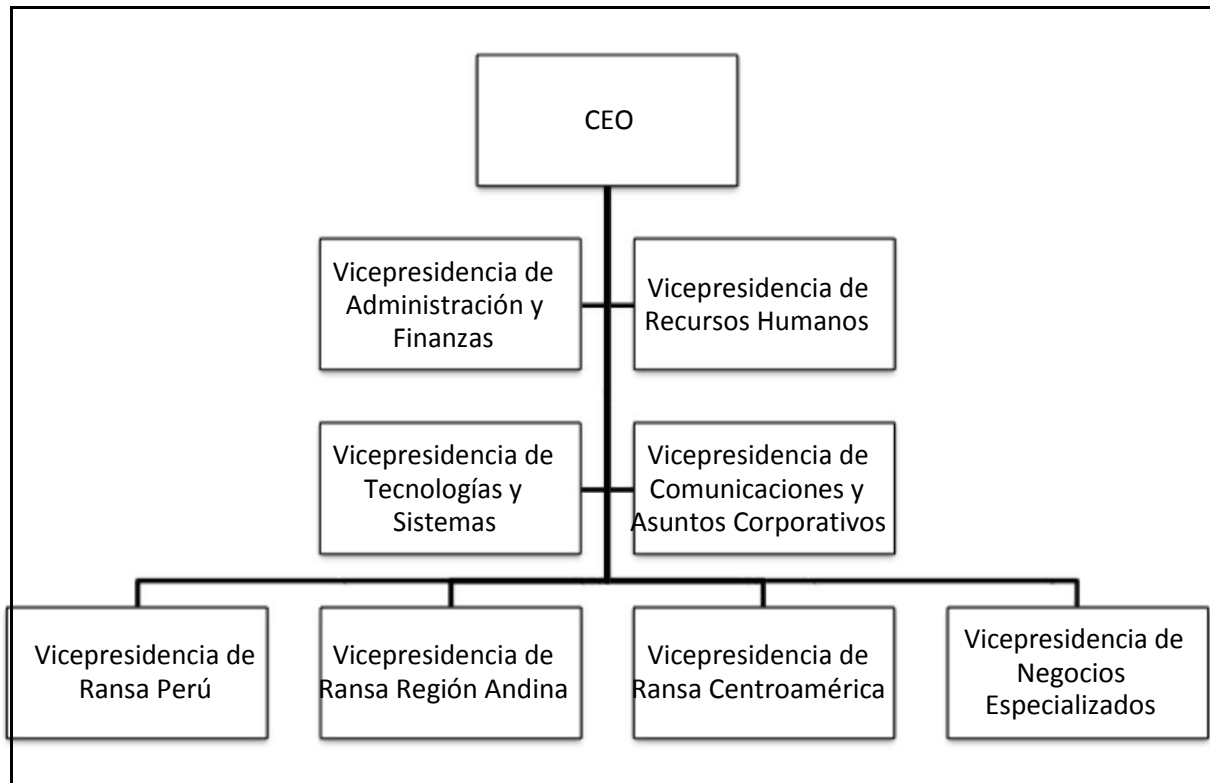 CEO
Vicepresidencia de
Administración y
Finanzas
Vicepresidencia de
Recursos Humanos
Vicepresidencia de
Tecnologías y
Sistemas
Vicepresidencia de
Comunicaciones y
Asuntos Corporativos
Vicepresidencia de
Ransa Perú
Vicepresidencia de
Ransa Región Andina
Vicepresidencia de
Ransa Centroamérica
Vicepresidencia de
Negocios
Especializados